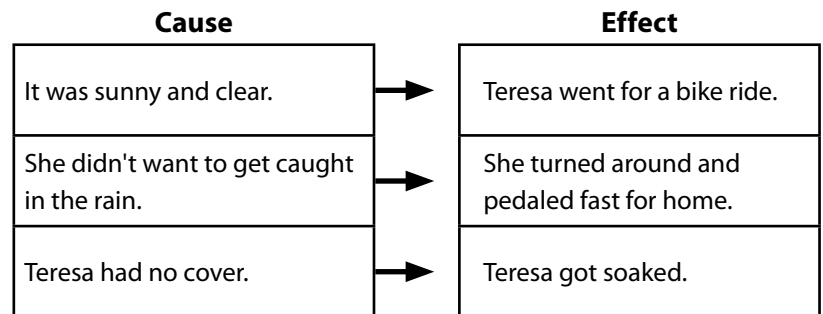 Cause
Effect
It was sunny and clear.
Teresa went for a bike ride.
She didn't want to get caught
in the rain.
She turned around and
pedaled fast for home.
Teresa had no cover.
Teresa got soaked.